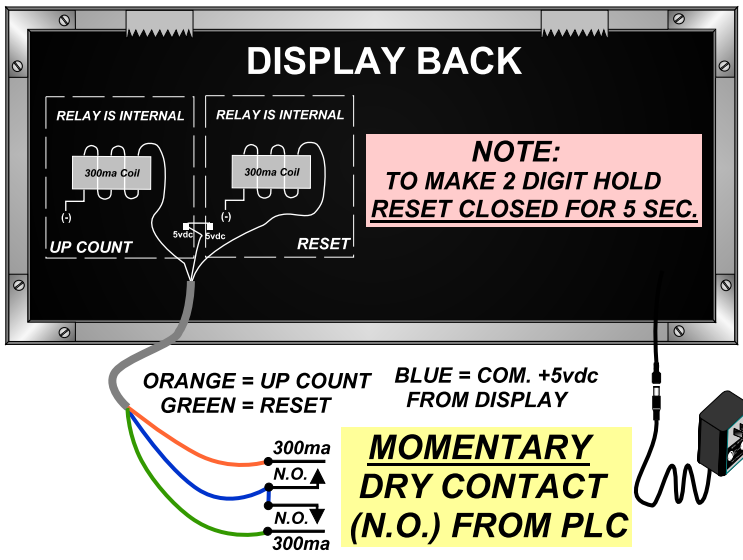 DISPLAY BACK
RELAY IS INTERNAL
RELAY IS INTERNAL
300ma Coil
300ma Coil
(-)
(-)
5vdc
5vdc
UP COUNT
RESET
NOTE:
TO MAKE 2 DIGIT HOLD
RESET CLOSED FOR 5 SEC.
ORANGE = UP COUNT
GREEN = RESET
BLUE = COM. +5vdc
FROM DISPLAY
300ma
N.O.
N.O.
300ma
MOMENTARY
DRY CONTACT
(N.O.) FROM PLC